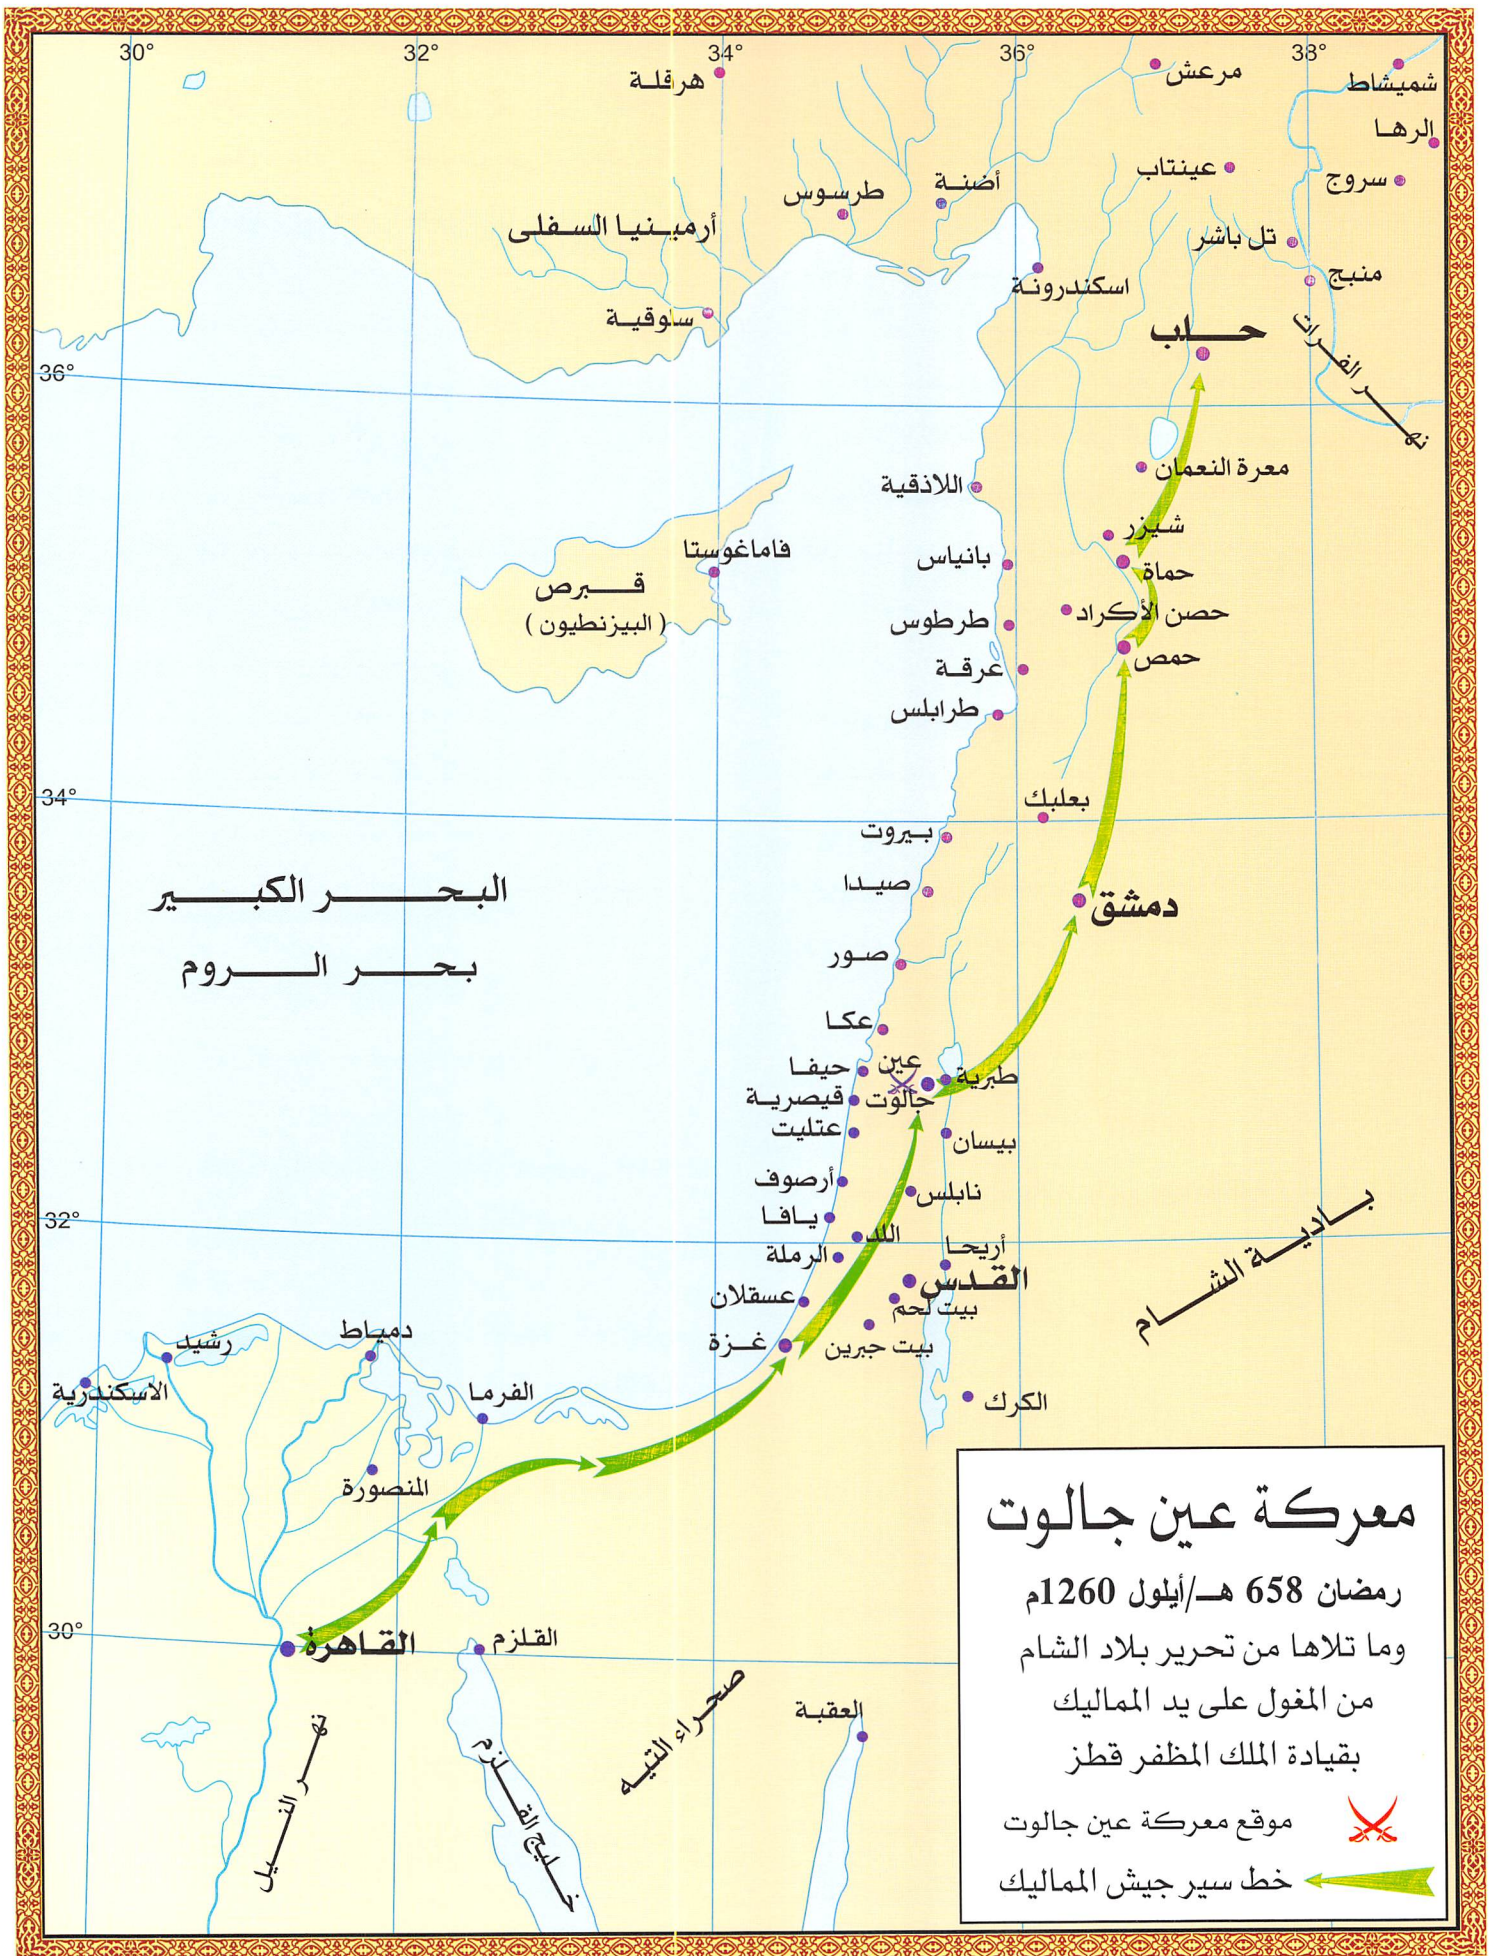 30°
32°
34°
36°
38°
هرقلة
مرعش
شميشاط
الرها
عينتاب
سروج
أضنة
طرسوس
أرمينيا السفلى
تل باشر
منبج
اسكندرونة
سلوقية
حلب
نهر الفرات
36°
معرة النعمان
اللاذقية
شيزر
فاماغوستا
بانياس
حماة
قبرص
(البيزنطيون)
حصن الأكراد
طرطوس
حمص
عرقة
طرابلس
34°
بعلبك
بيروت
صيدا
البحر الكبير
دمشق
بحر الروم
صور
عكا
عين
جالوت
حيفا
طبرية
قيصرية
عتليت
بيسان
أرصوف
نابلس
يافا
32°
اللد
الرملة
أريحا
القدس
بادية الشام
عسقلان
بيت لحم
غزة
بيت جبرين
دمياط
رشيد
الاسكندرية
الفرما
الكرك
المنصورة
30°
القاهرة
القلزم
صحراء التيه
العقبة
نهر النيل
خليج القلزم
معركة عين جالوت
رمضان 658 هـ/أيلول 1260م
وما تلاها من تحرير بلاد الشام
من المغول على يد المماليك
بقيادة الملك المظفر قطز
موقع معركة عين جالوت
خط سير جيش المماليك